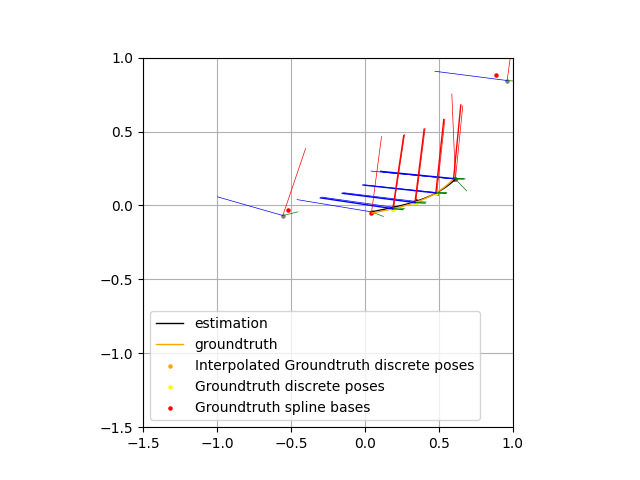 1.0
0.5
0.0
−0.5
−1.0
−1.5
estimation
groundtruth
Interpolated Groundtruth discrete poses
Groundtruth discrete poses
Groundtruth spline bases
−1.5 −1.0 −0.5 0.0 0.5 1.0